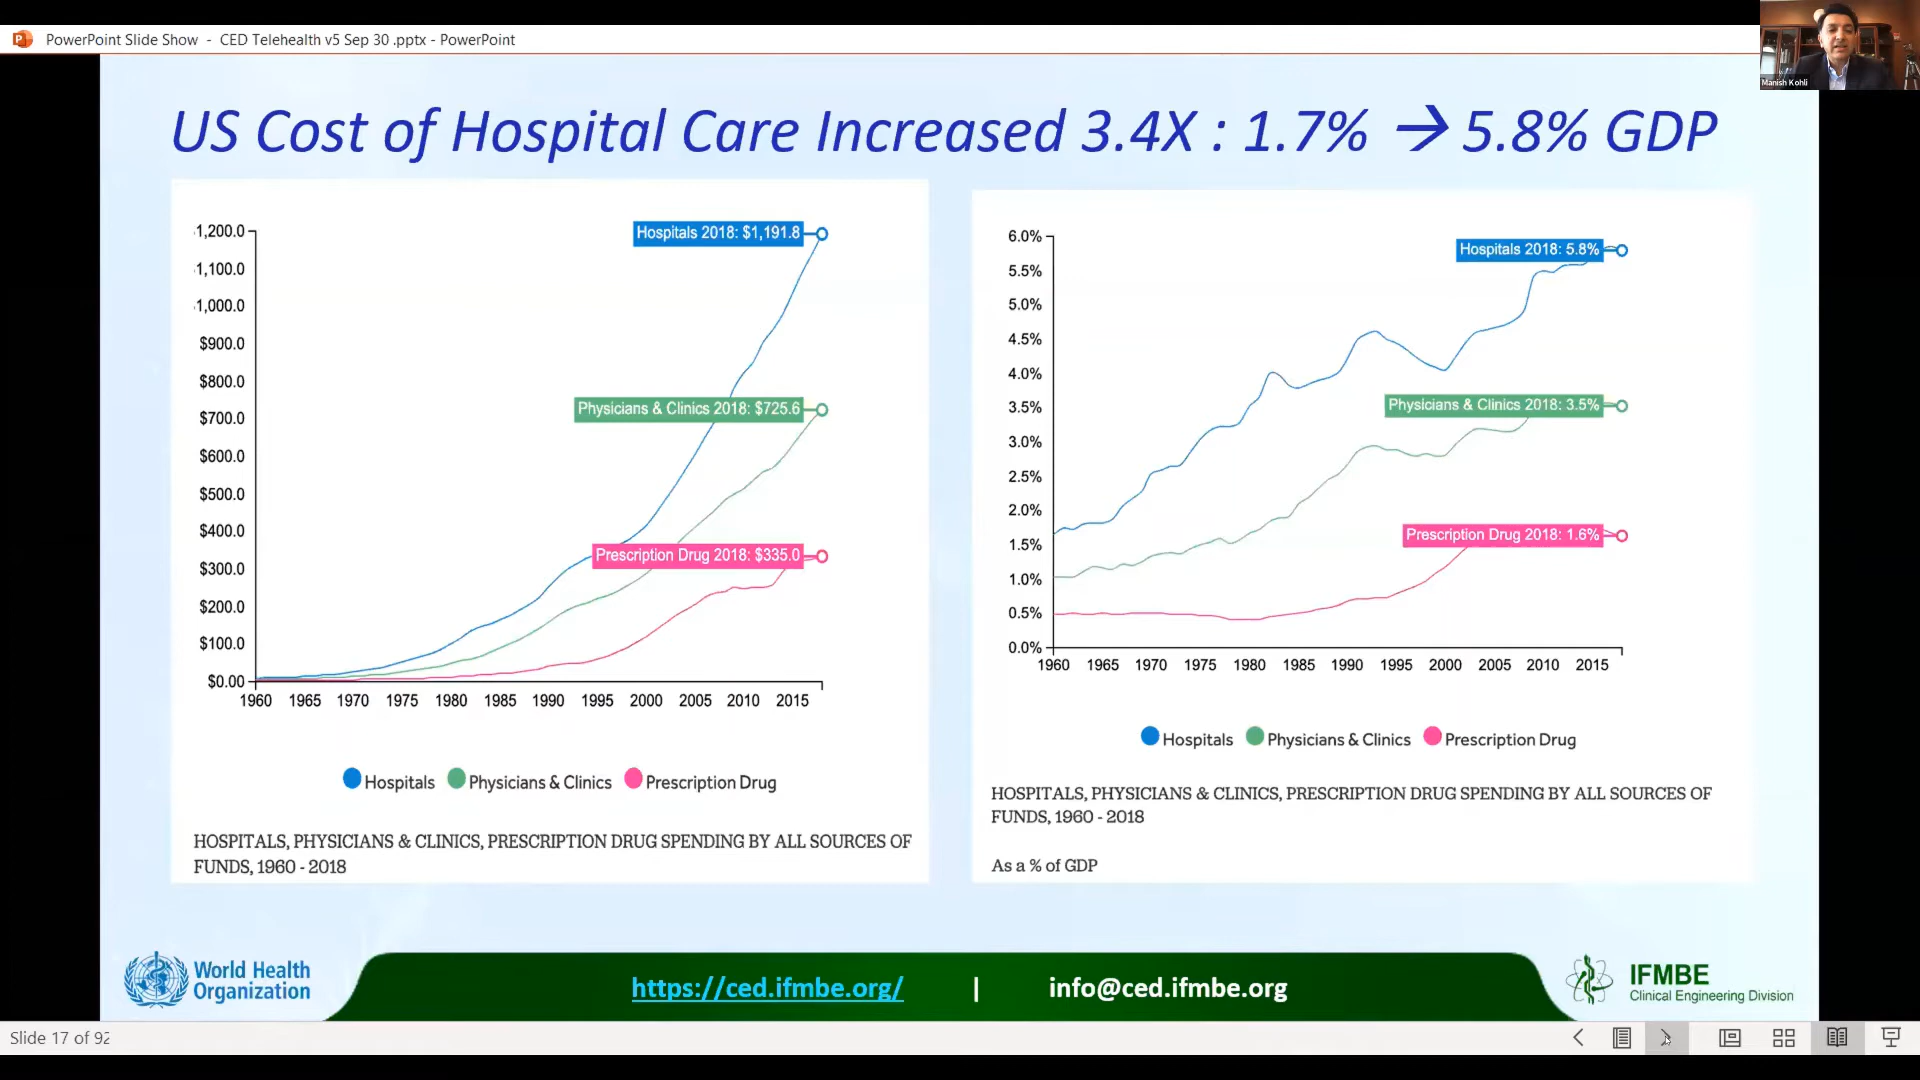 PowerPoint Slide Show - CED Telehealth v5 Sep 30 .pptx - PowerPoint
Manish Kohli
US Cost of Hospital Care Increased 3.4X : 1.7% → 5.8% GDP
1,200.0
1,100.0
1,000.0
$900.0
$800.0
$700.0
$600.0
$500.0
$400.0
$300.0
$200.0
$100.0
$0.00
Hospitals 2018: $1,191.8
Physicians & Clinics 2018: $725.6
Prescription Drug 2018: $335.0
1960 1965 1970 1975 1980 1985 1990 1995 2000 2005 2010 2015
Hospitals Physicians & Clinics Prescription Drug
HOSPITALS, PHYSICIANS & CLINICS, PRESCRIPTION DRUG SPENDING BY ALL SOURCES OF
FUNDS, 1960 - 2018
6.0%
5.5%
5.0%
4.5%
4.0%
3.5%
3.0%
2.5%
2.0%
1.5%
1.0%
0.5%
0.0%
Hospitals 2018: 5.8%
Physicians & Clinics 2018: 3.5%
Prescription Drug 2018: 1.6%
1960 1965 1970 1975 1980 1985 1990 1995 2000 2005 2010 2015
Hospitals Physicians & Clinics Prescription Drug
HOSPITALS, PHYSICIANS & CLINICS, PRESCRIPTION DRUG SPENDING BY ALL SOURCES OF
FUNDS, 1960 - 2018
As a % of GDP
World Health
Organization
https://ced.ifmbe.org/ | info@ced.ifmbe.org
IFMBE
Clinical Engineering Division
Slide 17 of 92